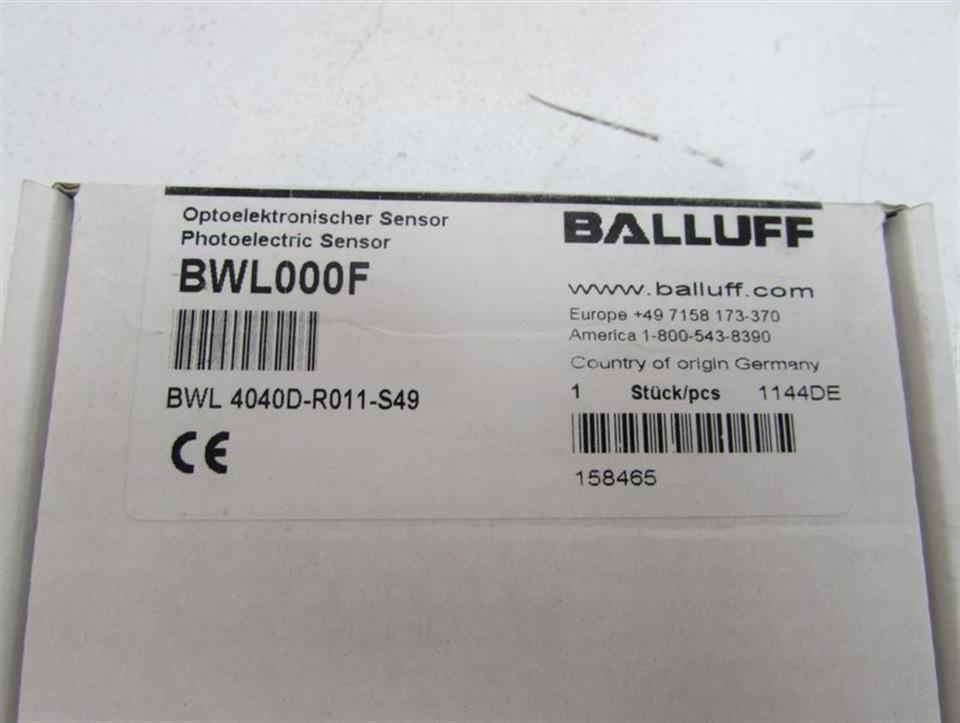 Optoelektronischer Sensor
Photoelectric Sensor
BWL000F
BWL 4040D-R011-S49
CE
BALLUFF
www.balluff.com
Europe +49 7158 173-370
America 1-800-543-8390
Country of origin Germany
1 Stück/pcs 1144DE
158465